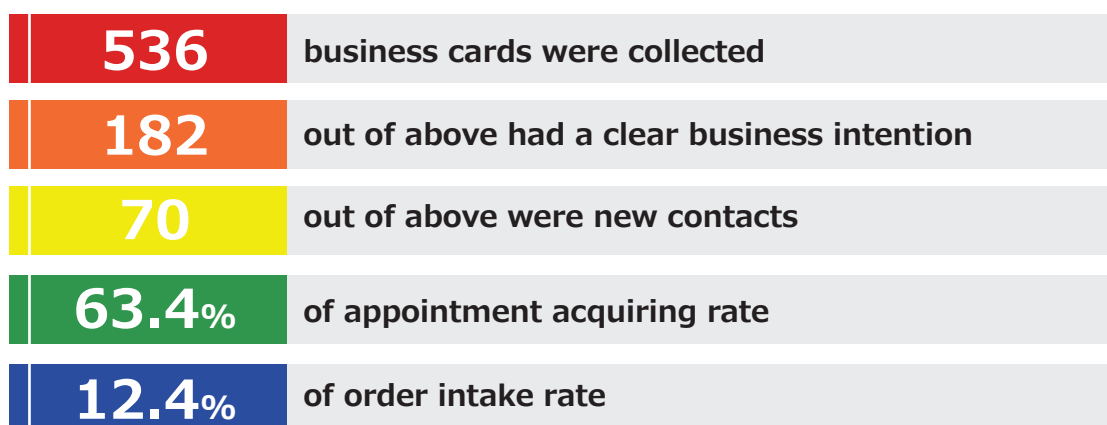 536 business cards were collected
182 out of above had a clear business intention
70 out of above were new contacts
63.4% of appointment acquiring rate
12.4% of order intake rate